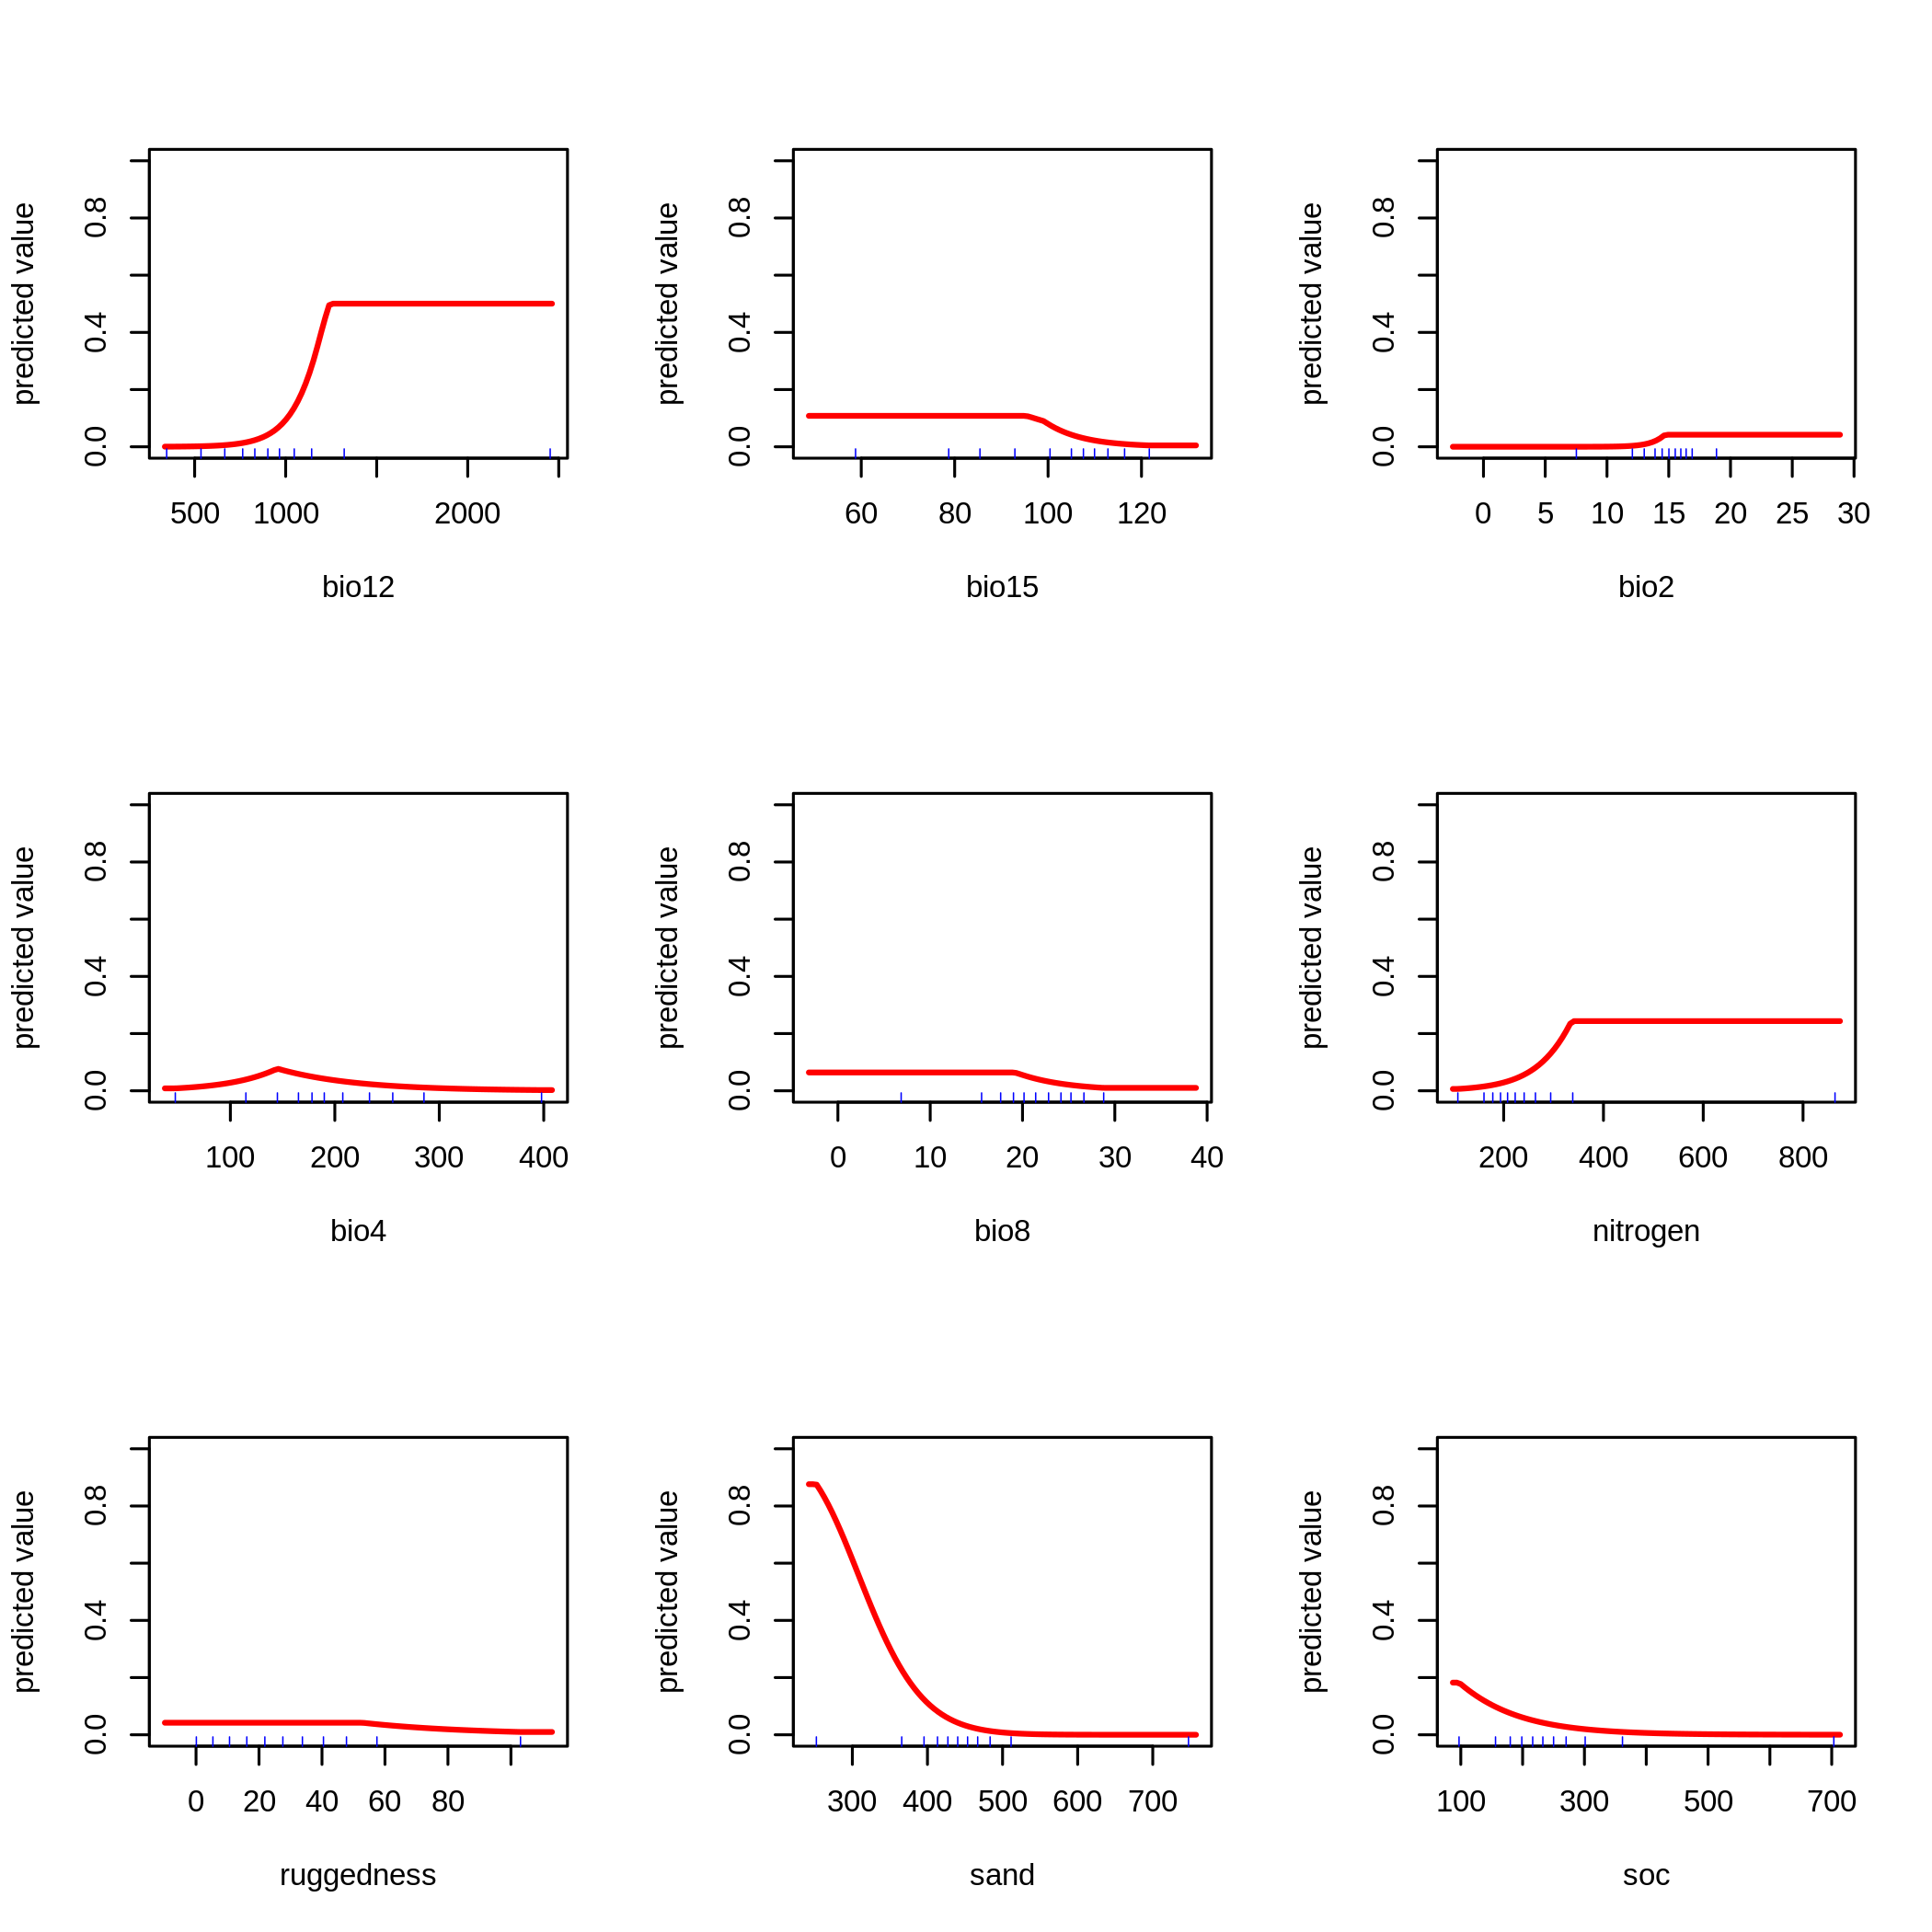 predicted value
0.0 0.4 0.8
500 1000 2000
bio12
predicted value
0.0 0.4 0.8
60 80 100 120
bio15
predicted value
0.0 0.4 0.8
0 5 10 15 20 25 30
bio2
predicted value
0.0 0.4 0.8
100 200 300 400
bio4
predicted value
0.0 0.4 0.8
0 10 20 30 40
bio8
predicted value
0.0 0.4 0.8
200 400 600 800
nitrogen
predicted value
0.0 0.4 0.8
0 20 40 60 80
ruggedness
predicted value
0.0 0.4 0.8
300 400 500 600 700
sand
predicted value
0.0 0.4 0.8
100 300 500 700
soc